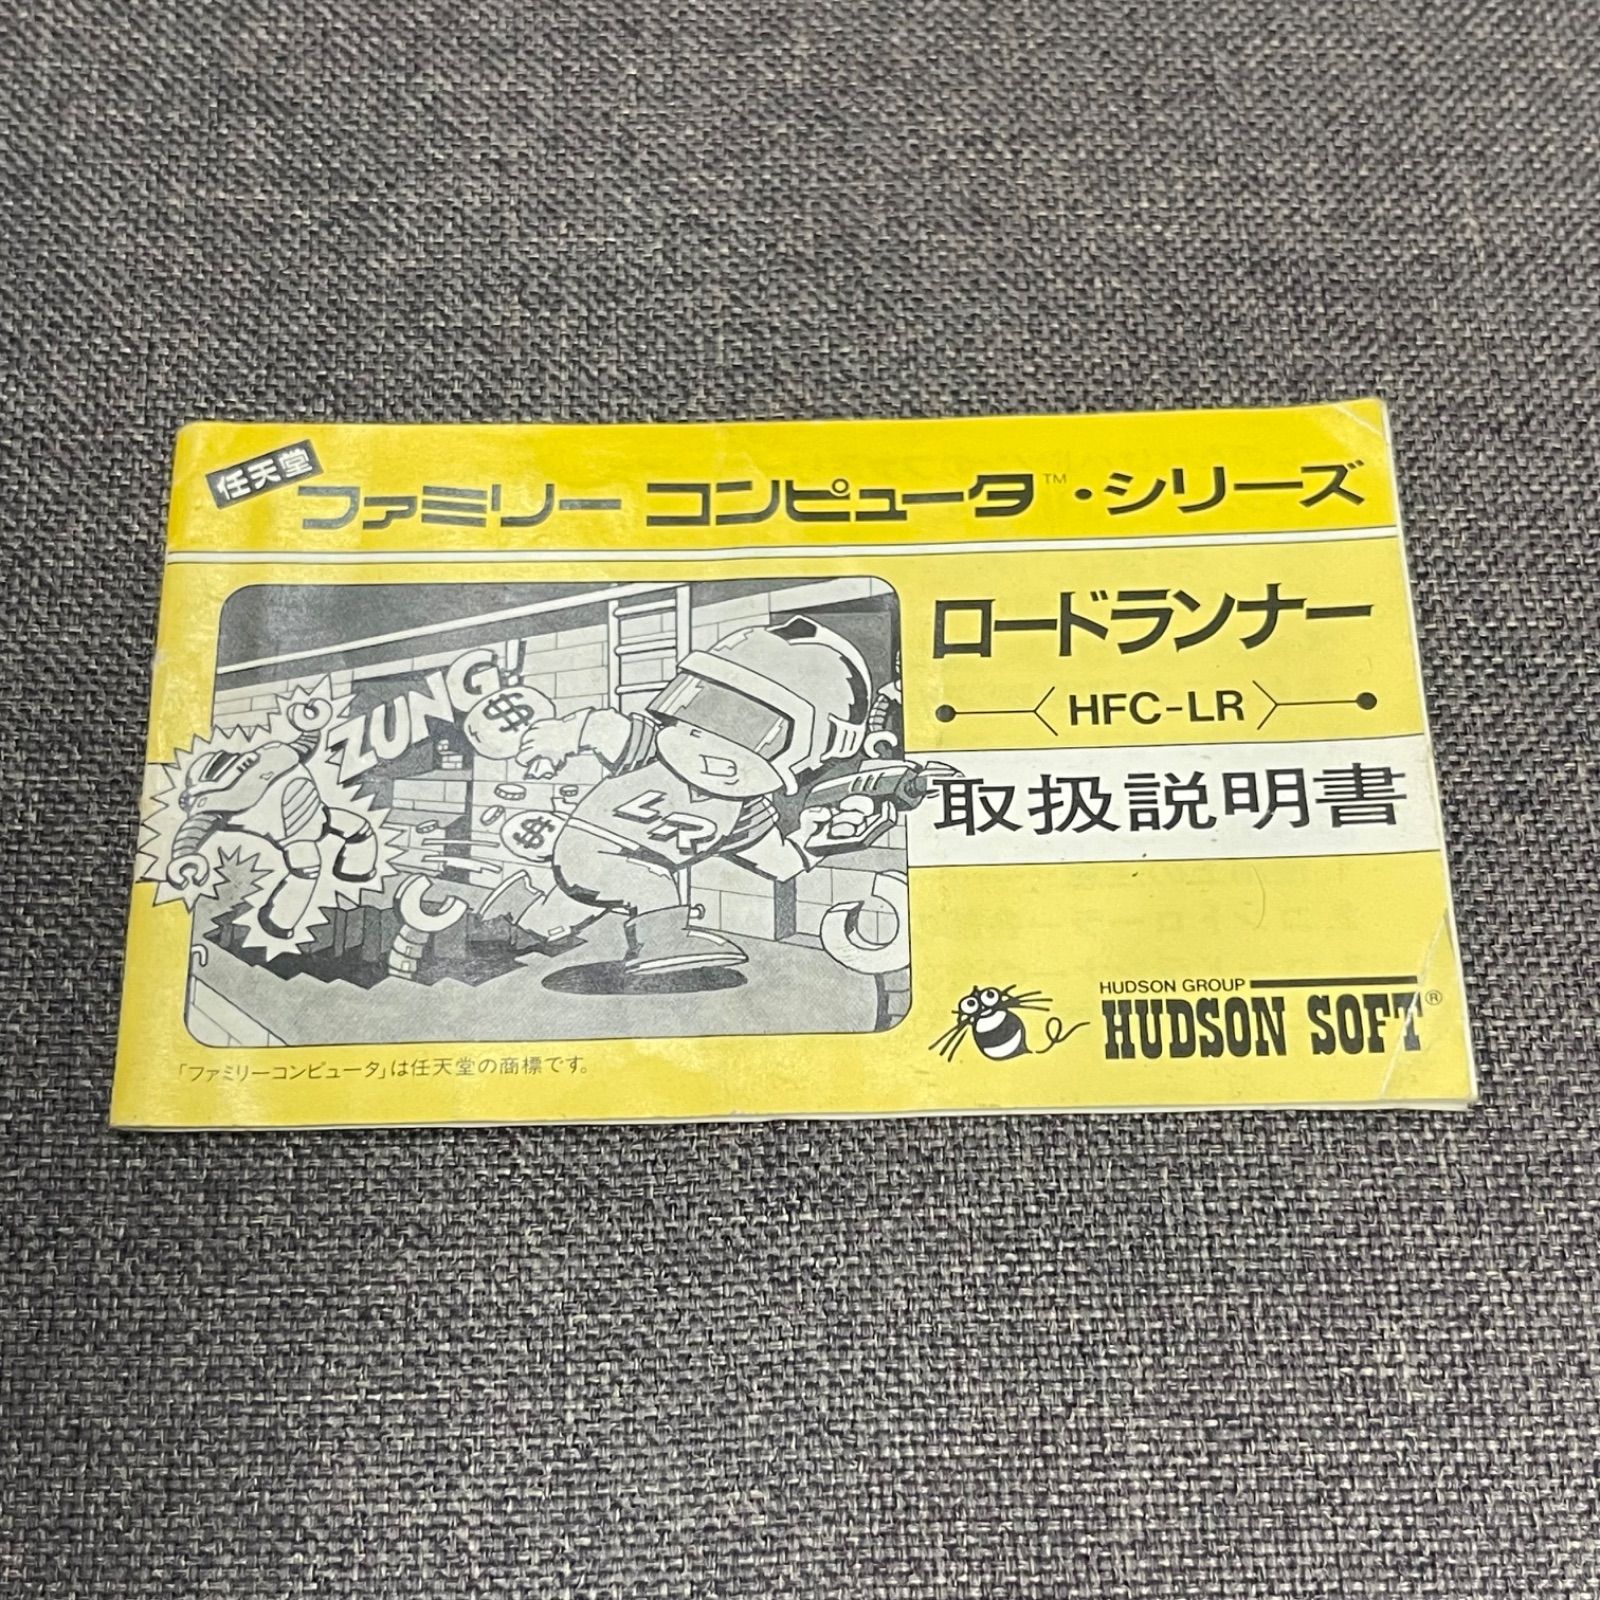 任天堂
ファミリー コンピュータ™・シリーズ
ロードランナー
HFC-LR
取扱説明書
ZUNG!!
$
$
LR
HUDSON GROUP
HUDSON SOFT®
「ファミリーコンピュータ」は任天堂の商標です。